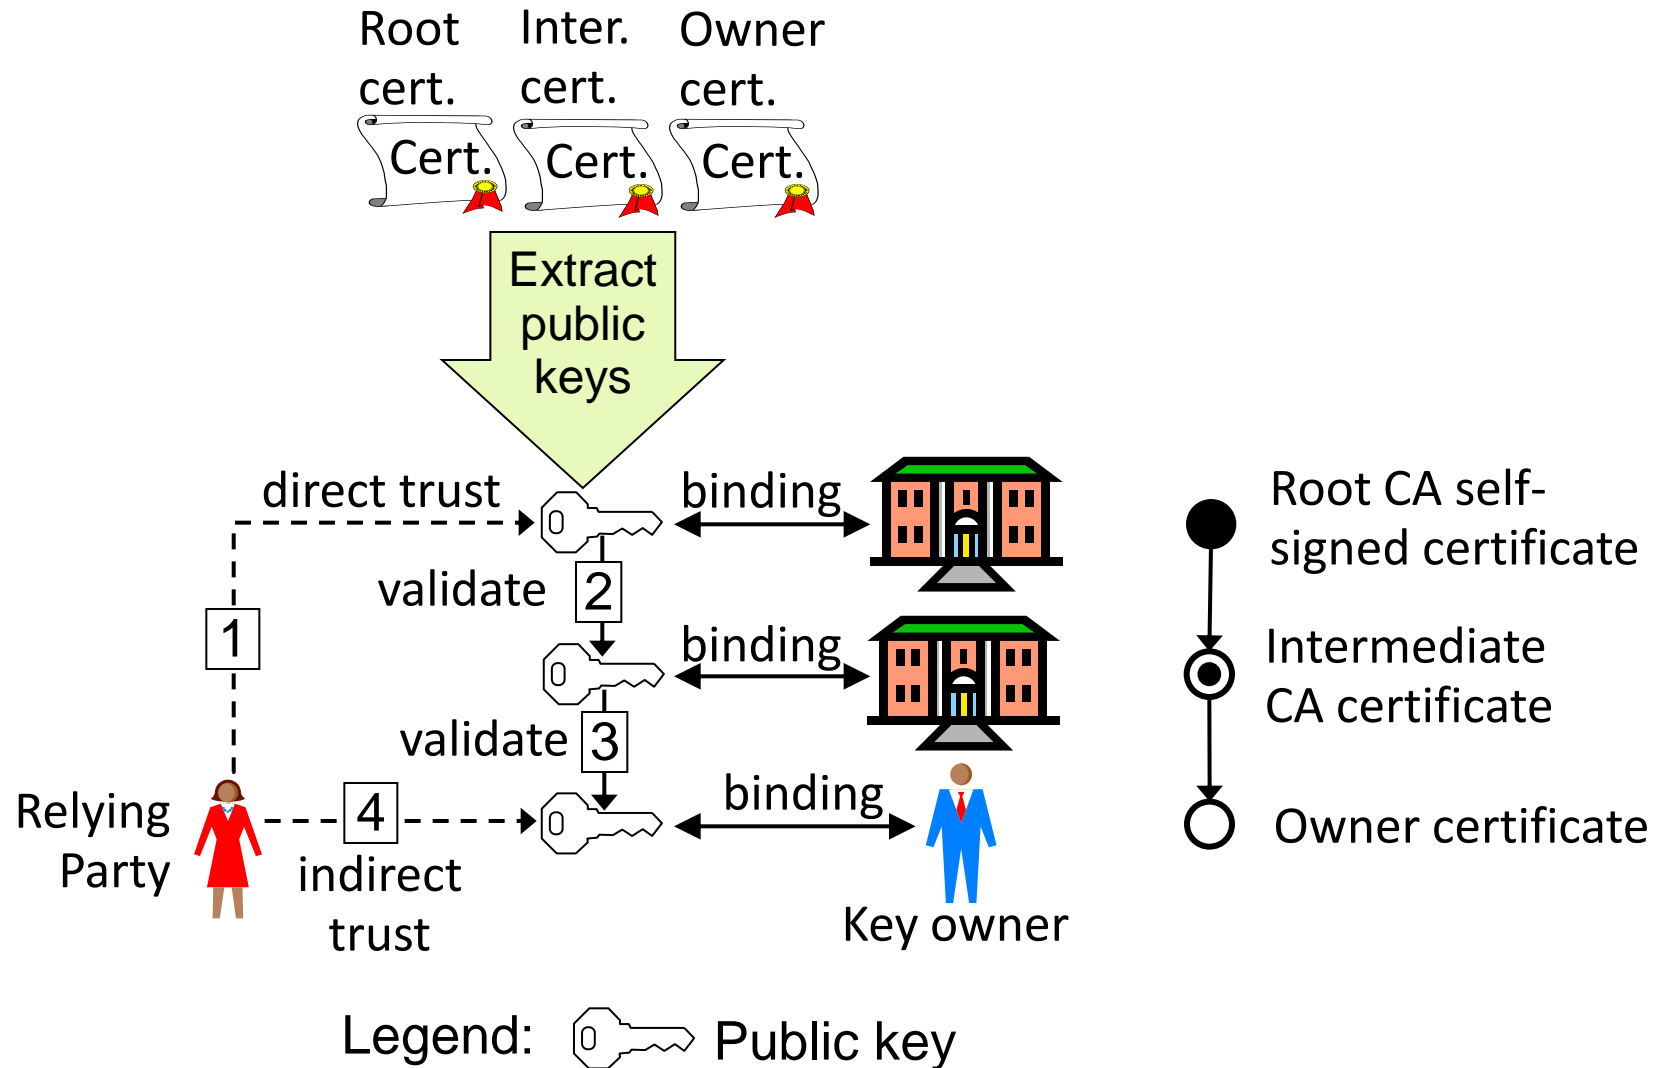 Root
cert.
Inter.
cert.
Owner
cert.
Cert.
Cert.
Cert.
Extract
public
keys
direct trust
binding
validate
2
1
binding
validate
3
Relying
Party
4
indirect
trust
binding
Key owner
Root CA self-
signed certificate
Intermediate
CA certificate
Owner certificate
Legend:
Public key